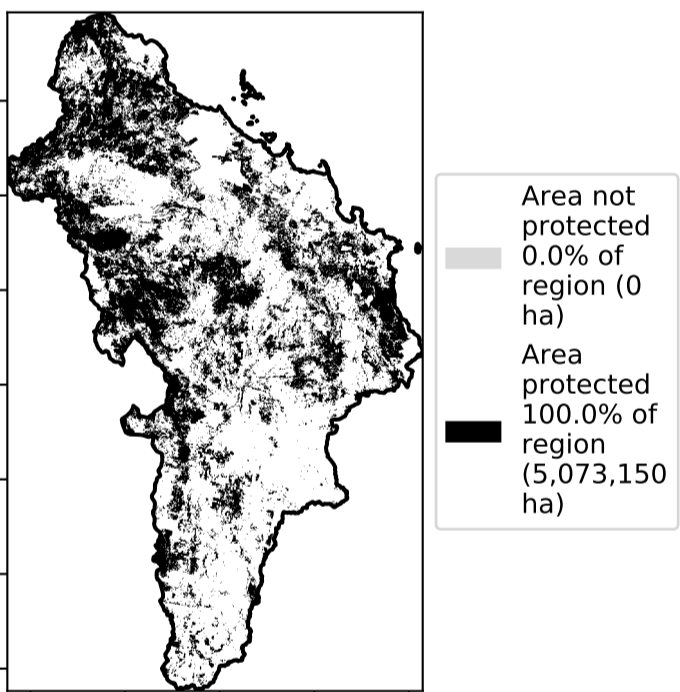 Area not
protected
0.0% of
region (0
ha)
Area
protected
100.0% of
region
(5,073,150
ha)